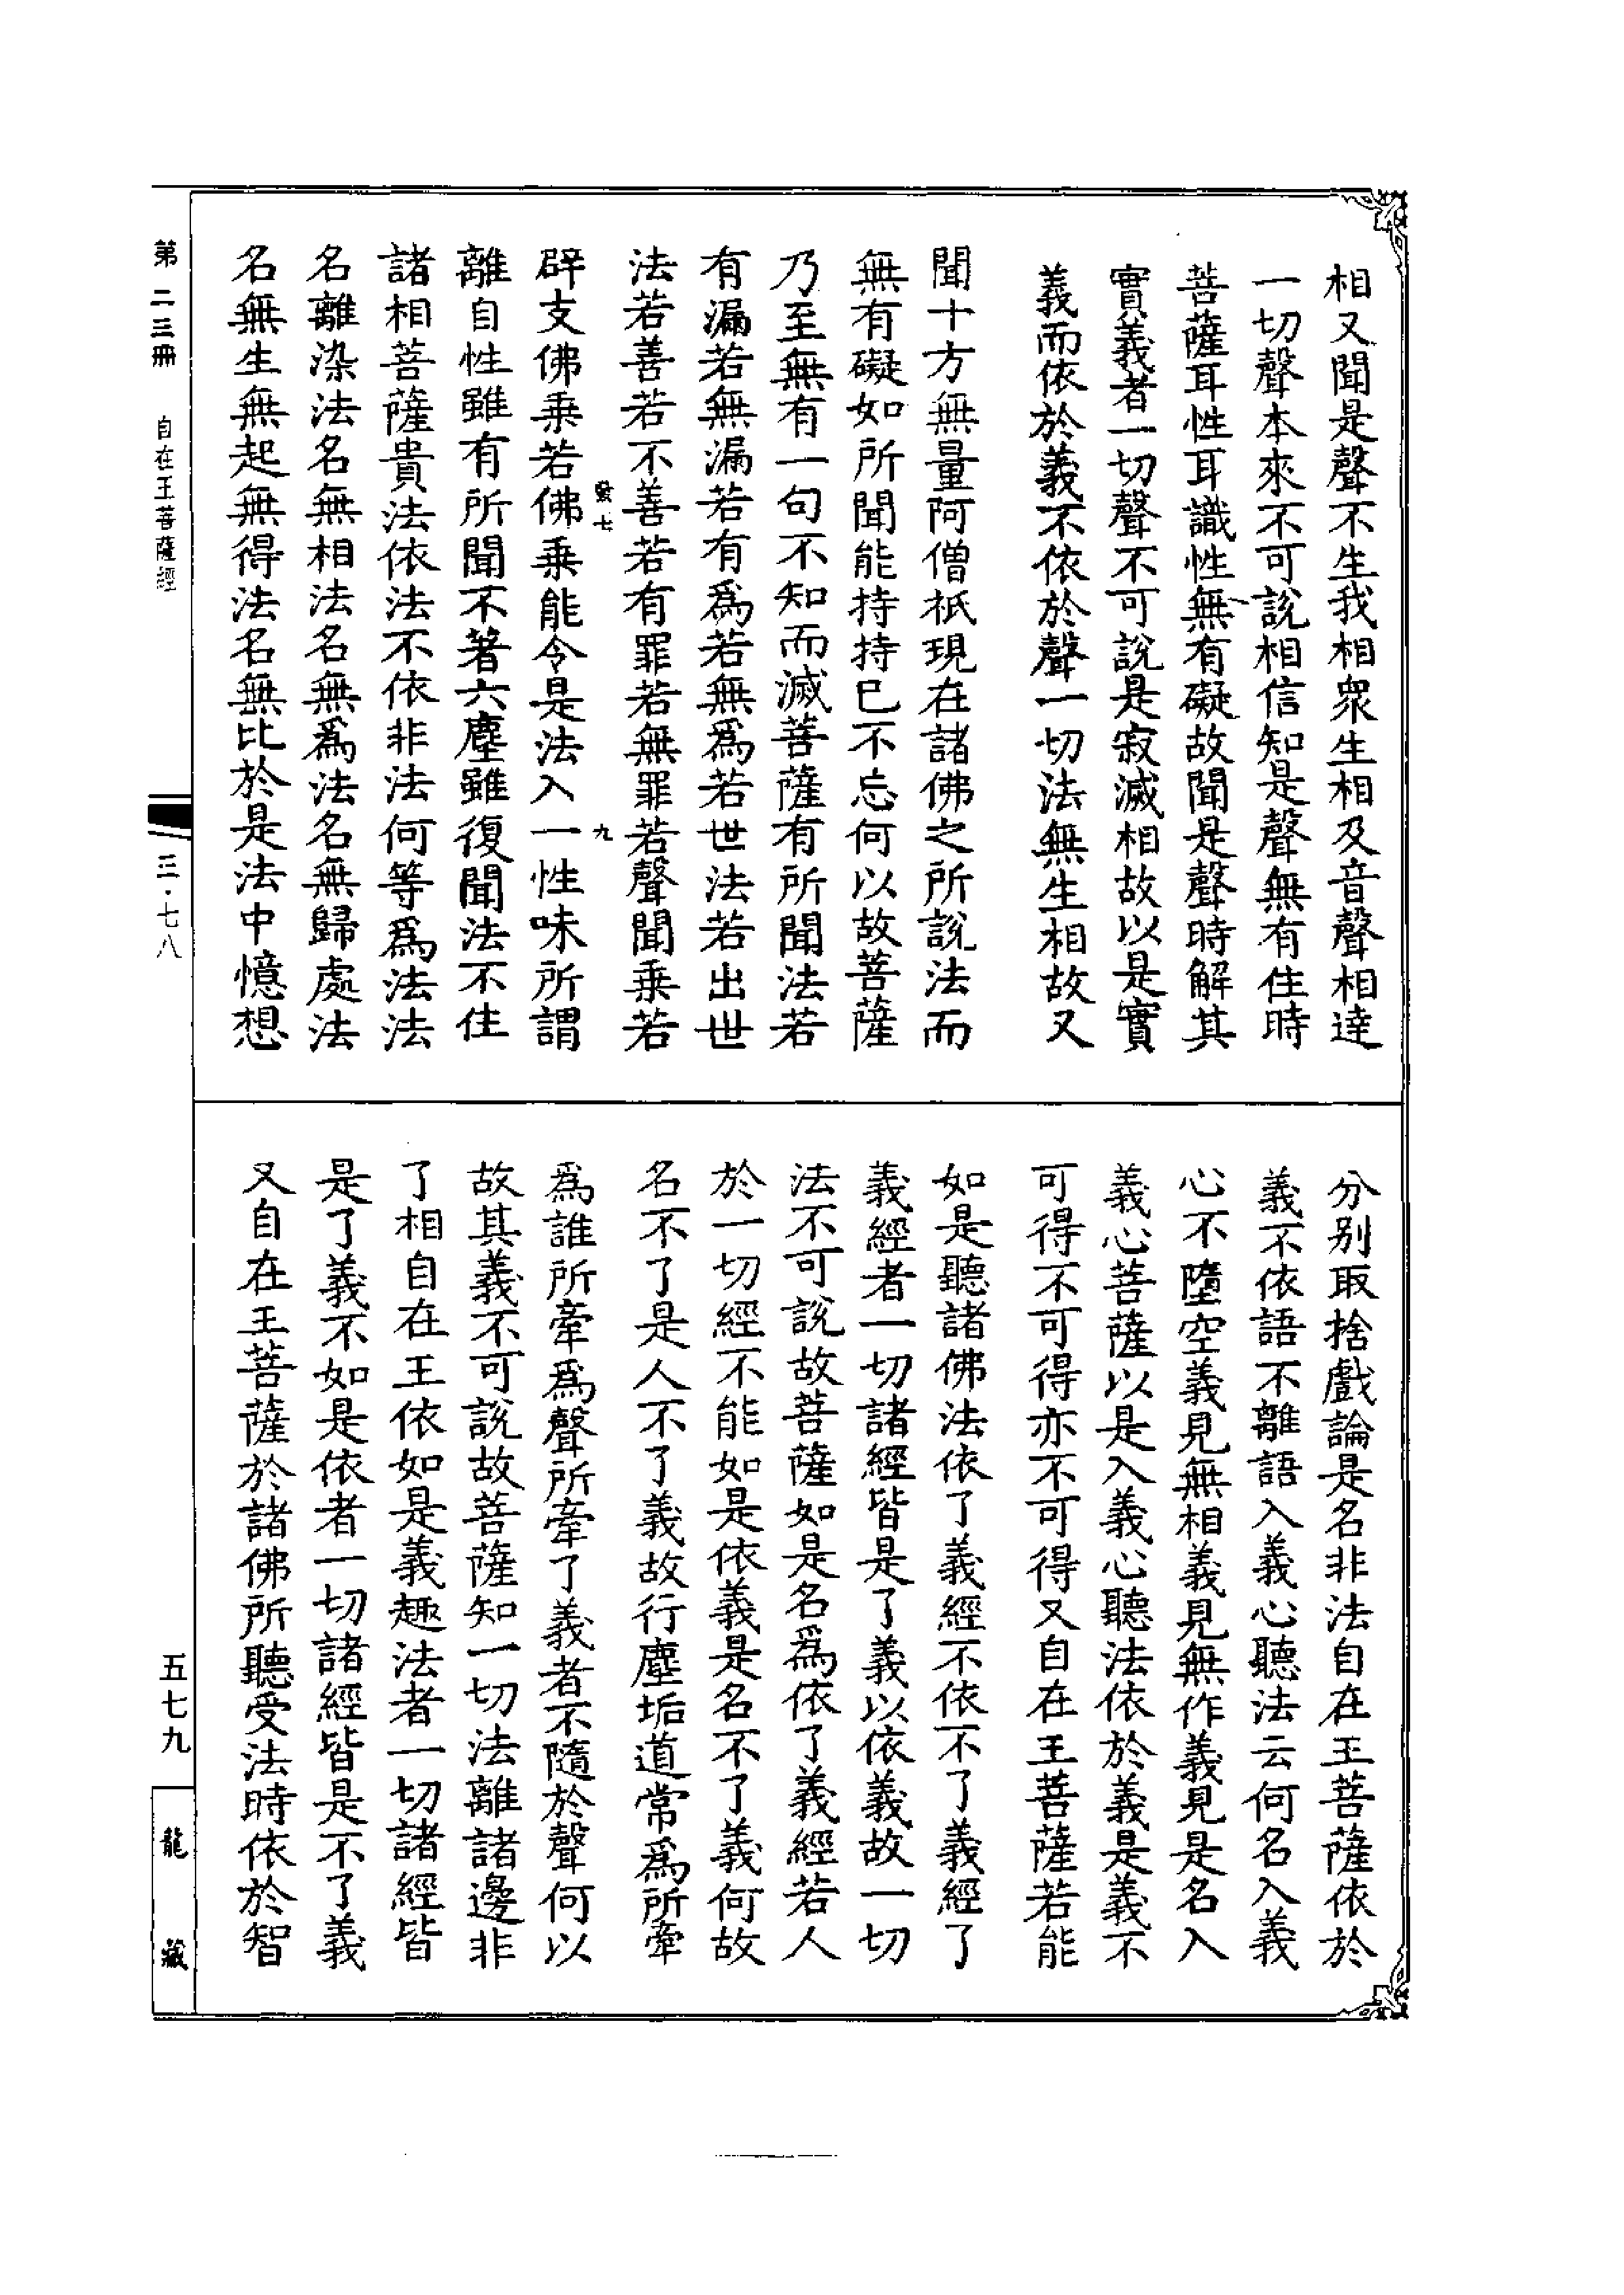 相又聞是聲不生我相衆生相及音聲相達
一切聲本來不可說相信知是聲無有住時
菩薩耳性耳識性無有礙故聞是聲時解其
實義者一切聲不可說是寂滅相故以是實
義而依於義不依於聲一切法無生相故又
聞十方無量阿僧祇現在諸佛之所說法而
無有礙如所聞能持持已不忘何以故菩薩
乃至無有一句不知而滅菩薩有所聞法若
有漏若無漏若有爲若無爲若世法若出世
法若善若不善若有罪若無罪若聲聞乗若
辟支佛乗若佛乗能令是法入一性味所謂
離自性雖有所聞不著六塵雖復聞法不住
諸相菩薩貴法依法不依非法何等爲法法
名離染法名無相法名無爲法名無歸處法
名無生無起無得法名無比於是法中憶想
分别取捨戲論是名非法自在王菩薩依於
義不依語不離語入義心聽法云何名入義
心不墮空義見無相義見無作義見是名入
義心菩薩以是入義心聽法依於義是義不
可得不可得亦不可得又自在王菩薩若能
如是聽諸佛法依了義經不依不了義經了
義經者一切諸經皆是了義以依義故一切
法不可說故菩薩如是名爲依了義經若人
於一切經不能如是依義是名不了義何故
名不了是人不了義故行塵垢道常爲所牽
爲誰所牽爲聲所牽了義者不隨於聲何以
故其義不可說故菩薩知一切法離諸邊非
了相自在王依如是義趣法者一切諸經皆
是了義不如是依者一切諸經皆是不了義
又自在王菩薩於諸佛所聽受法時依於智
第二三冊 自在王菩薩經
三·七八
五七九
龍藏
九